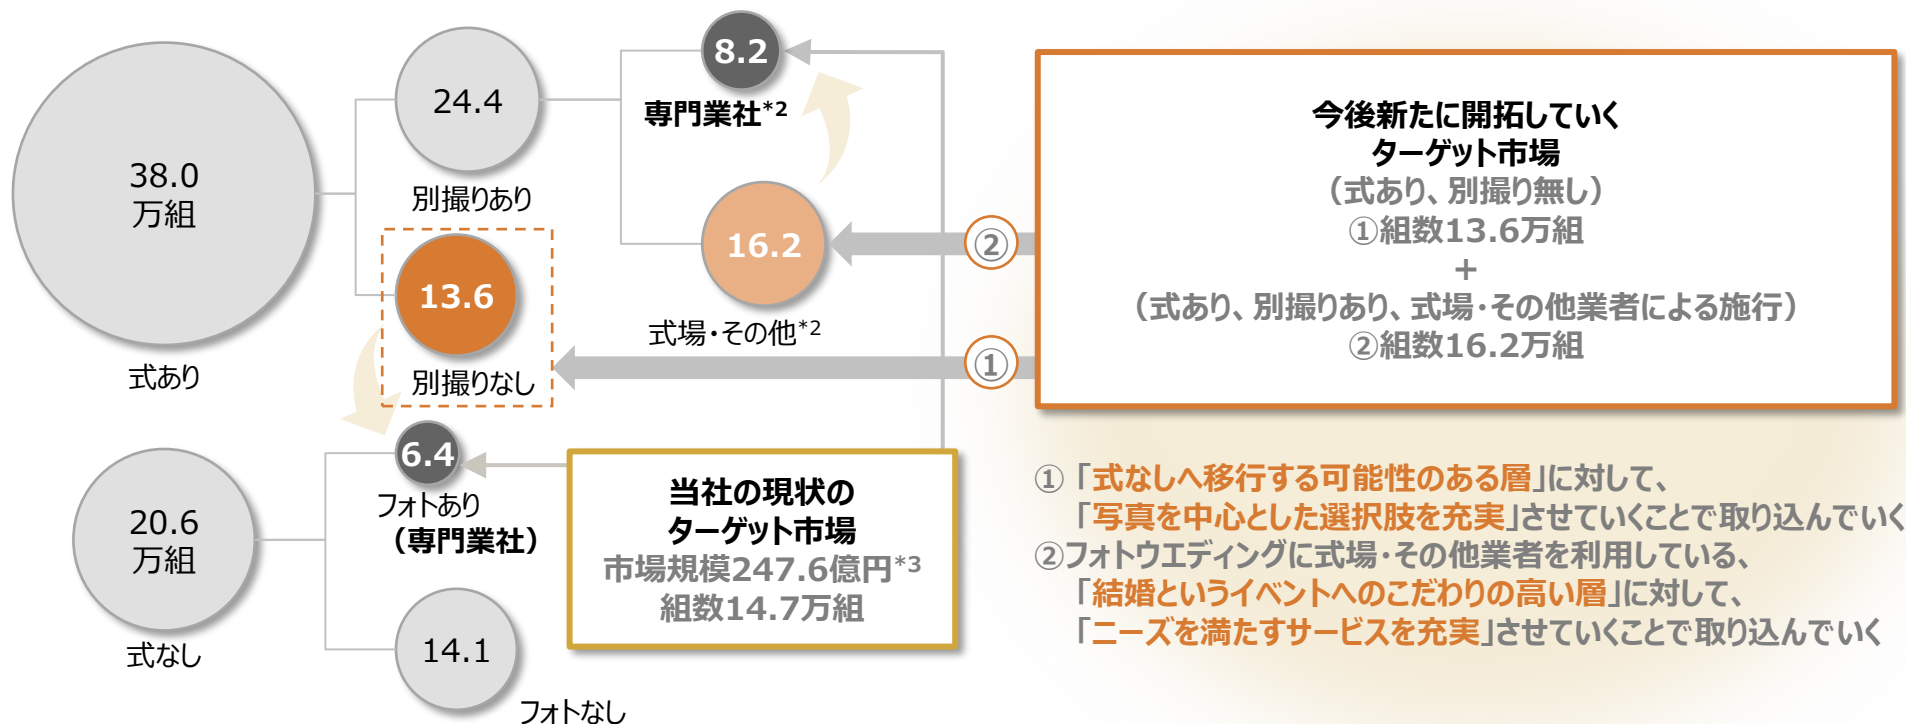 38.0
万組
式あり
24.4
別撮りあり
13.6
別撮りなし
8.2
専門業社*2
16.2
式場・その他*2
20.6
万組
式なし
6.4
フォトあり
（専門業社）
14.1
フォトなし
当社の現状の
ターゲット市場
市場規模247.6億円*3
組数14.7万組
②
①
今後新たに開拓していく
ターゲット市場
（式あり、別撮り無し）
①組数13.6万組
+
（式あり、別撮りあり、式場・その他業者による施行）
②組数16.2万組
①「式なしへ移行する可能性のある層」に対して、
「写真を中心とした選択肢を充実」させていくことで取り込んでいく
②フォトウエディングに式場・その他業者を利用している、
「結婚というイベントへのこだわりの高い層」に対して、
「ニーズを満たすサービスを充実」させていくことで取り込んでいく